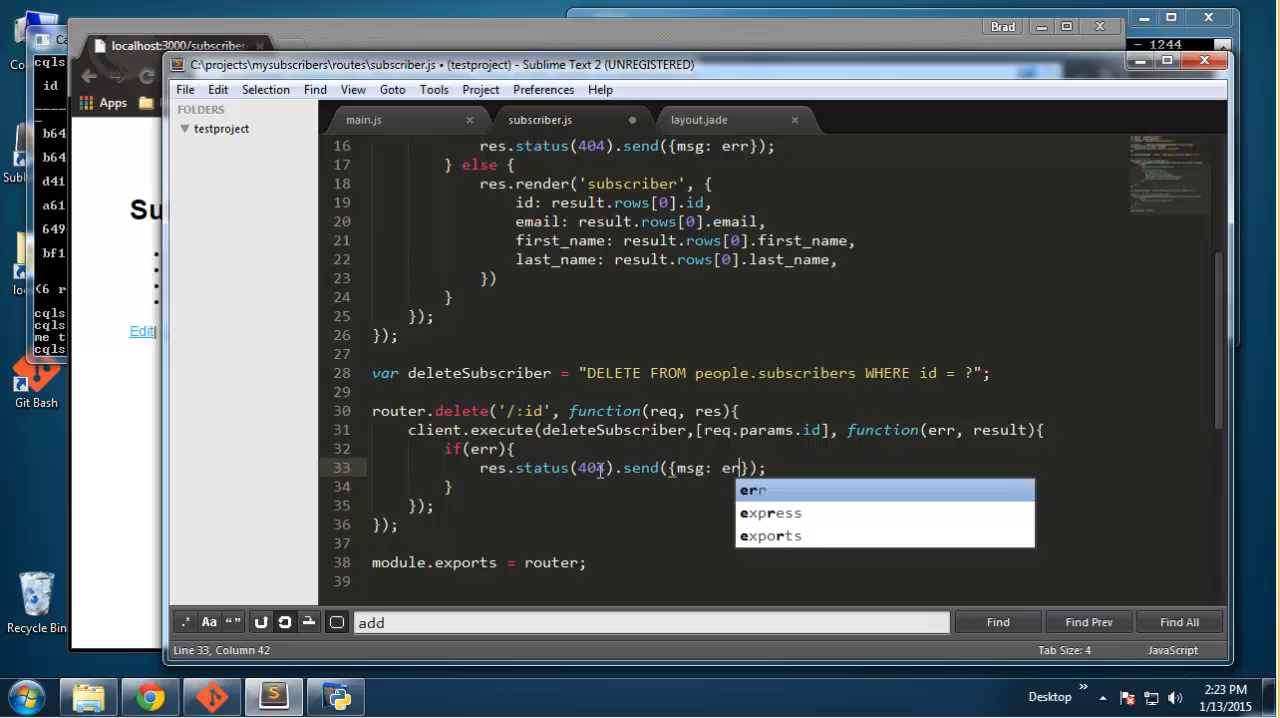 Brad
localhost:3000/subscriber
- 1244
C:\projects\mysubscribers\routes\subscriber.js • (testproject) - Sublime Text 2 (UNREGISTERED)
File Edit Selection Find View Goto Tools Project Preferences Help
Apps
FOLDERS
testproject
main.js subscriber.js layout.jade
16 res.status(404).send({msg: err});
17 } else {
18 res.render('subscriber', {
19 id: result.rows[0].id,
20 email: result.rows[0].email,
21 first_name: result.rows[0].first_name,
22 last_name: result.rows[0].last_name,
23 })
24 }
25 });
26 });
27
28 var deleteSubscriber = "DELETE FROM people.subscribers WHERE id = ?";
29
30 router.delete('/:id', function(req, res){
31 client.execute(deleteSubscriber,[req.params.id], function(err, result){
32 if(err){
33 res.status(404).send({msg: er});
34 }
35 });
36 });
37
38 module.exports = router;
39
err
express
exports
cqls
id
b64
b64
d41
a61
649
bf1
<6 r
cqls
cqls
me t
cqls
Su
Edit|
Git Bash
Recycle Bin
.* Aa “” add Find Find Prev Find All
Line 33, Column 42 Tab Size: 4 JavaScript
Desktop » 2:23 PM
1/13/2015